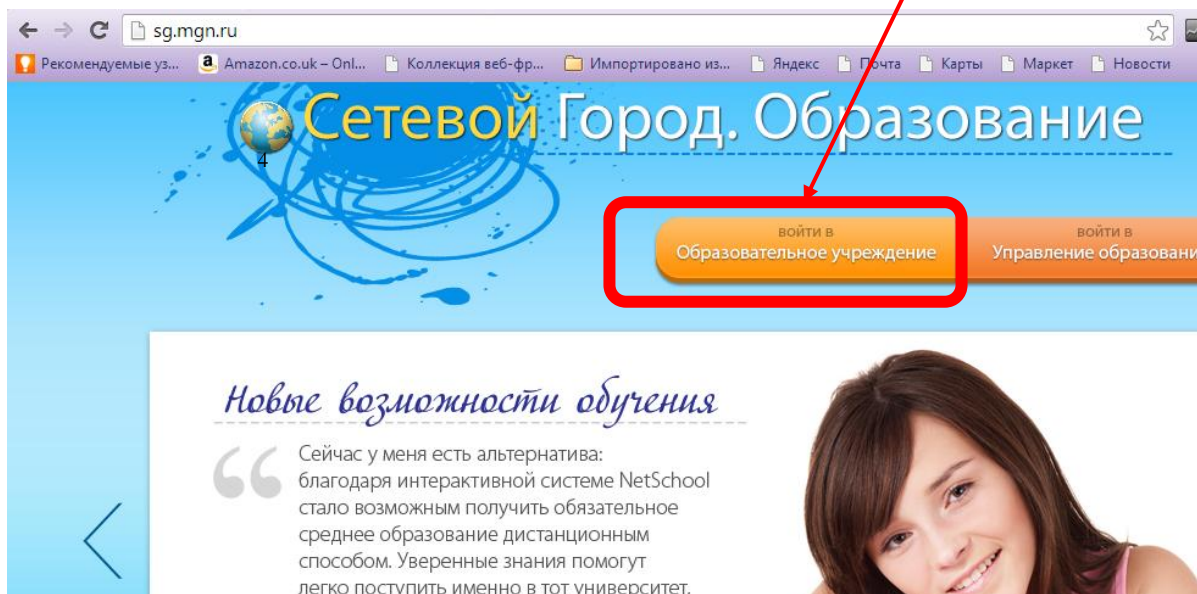 sg.mgn.ru
Рекомендуемые уз... Amazon.co.uk – Onl... Коллекция веб-фр... Импортировано из... Яндекс Почта Карты Маркет Новости
Сетевой Город. Образование
4
войти в
Образовательное учреждение
войти в
Управление образовани
Новые возможности обучения
Сейчас у меня есть альтернатива:
благодаря интерактивной системе NetSchool
стало возможным получить обязательное
среднее образование дистанционным
способом. Уверенные знания помогут
легко поступить именно в тот университет,